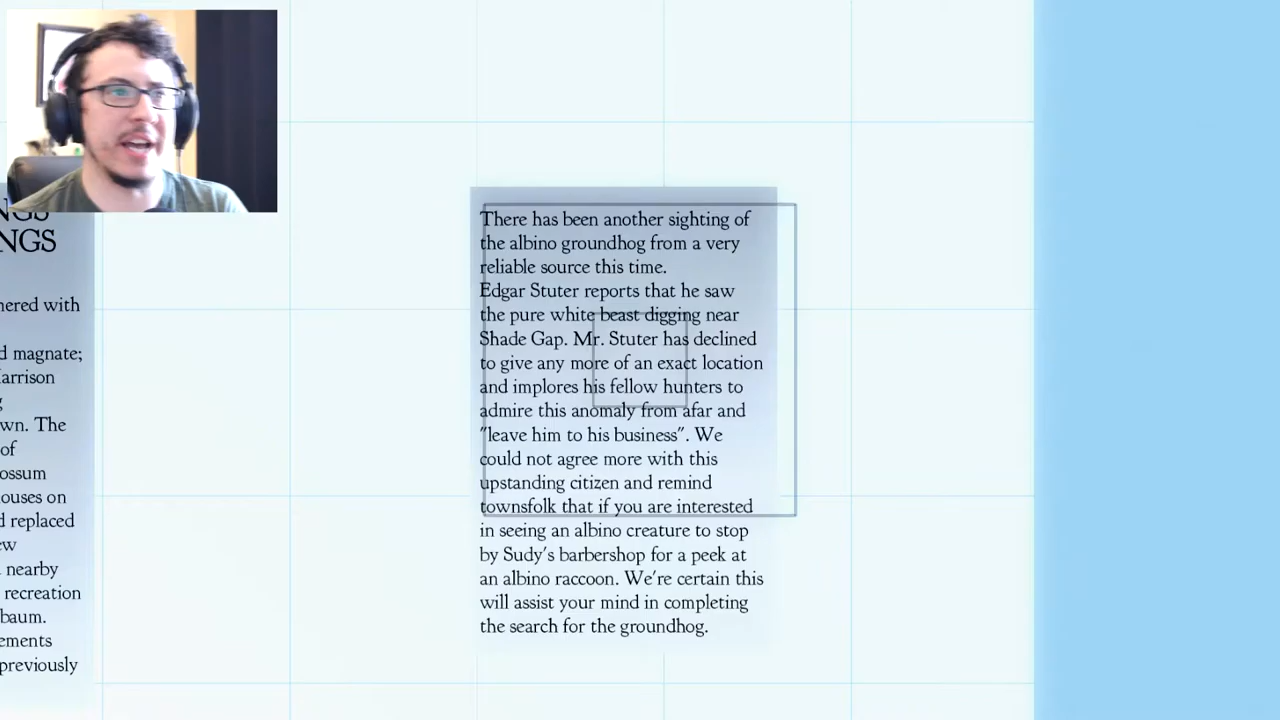 NGS
NGS
nered with
d magnate;
arrison
g
wn. The
of
ossum
ouses on
d replaced
ew
nearby
recreation
baum.
ements
previously
There has been another sighting of
the albino groundhog from a very
reliable source this time.
Edgar Stuter reports that he saw
the pure white beast digging near
Shade Gap. Mr. Stuter has declined
to give any more of an exact location
and implores his fellow hunters to
admire this anomaly from afar and
"leave him to his business". We
could not agree more with this
upstanding citizen and remind
townsfolk that if you are interested
in seeing an albino creature to stop
by Sudy's barbershop for a peek at
an albino raccoon. We're certain this
will assist your mind in completing
the search for the groundhog.